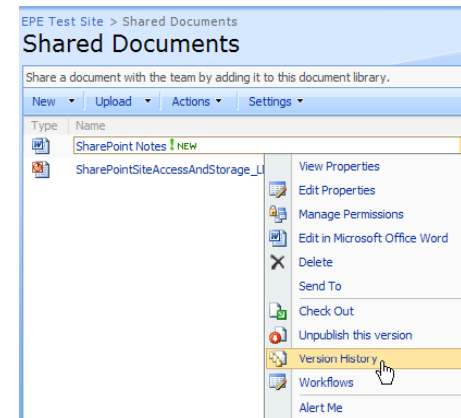 EPE Test Site > Shared Documents
Shared Documents
Share a document with the team by adding it to this document library.
New Upload Actions Settings
Type Name
SharePoint Notes ! NEW
SharePointSiteAccessAndStorage_
View Properties
Edit Properties
Manage Permissions
Edit in Microsoft Office Word
Delete
Send To
Check Out
Unpublish this version
Version History
Workflows
Alert Me